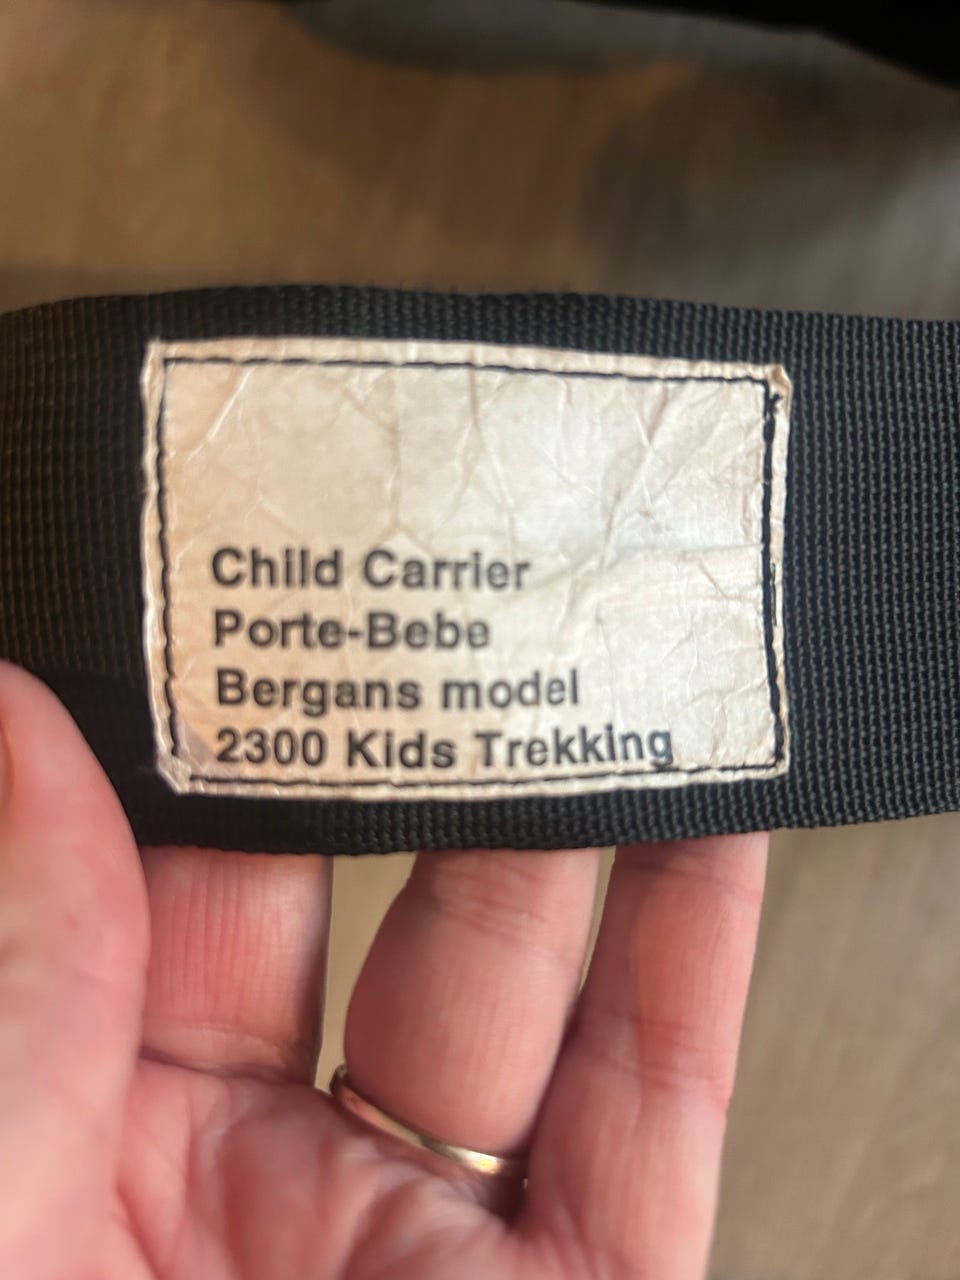 Child Carrier
Porte-Bebe
Bergans model
2300 Kids Trekking